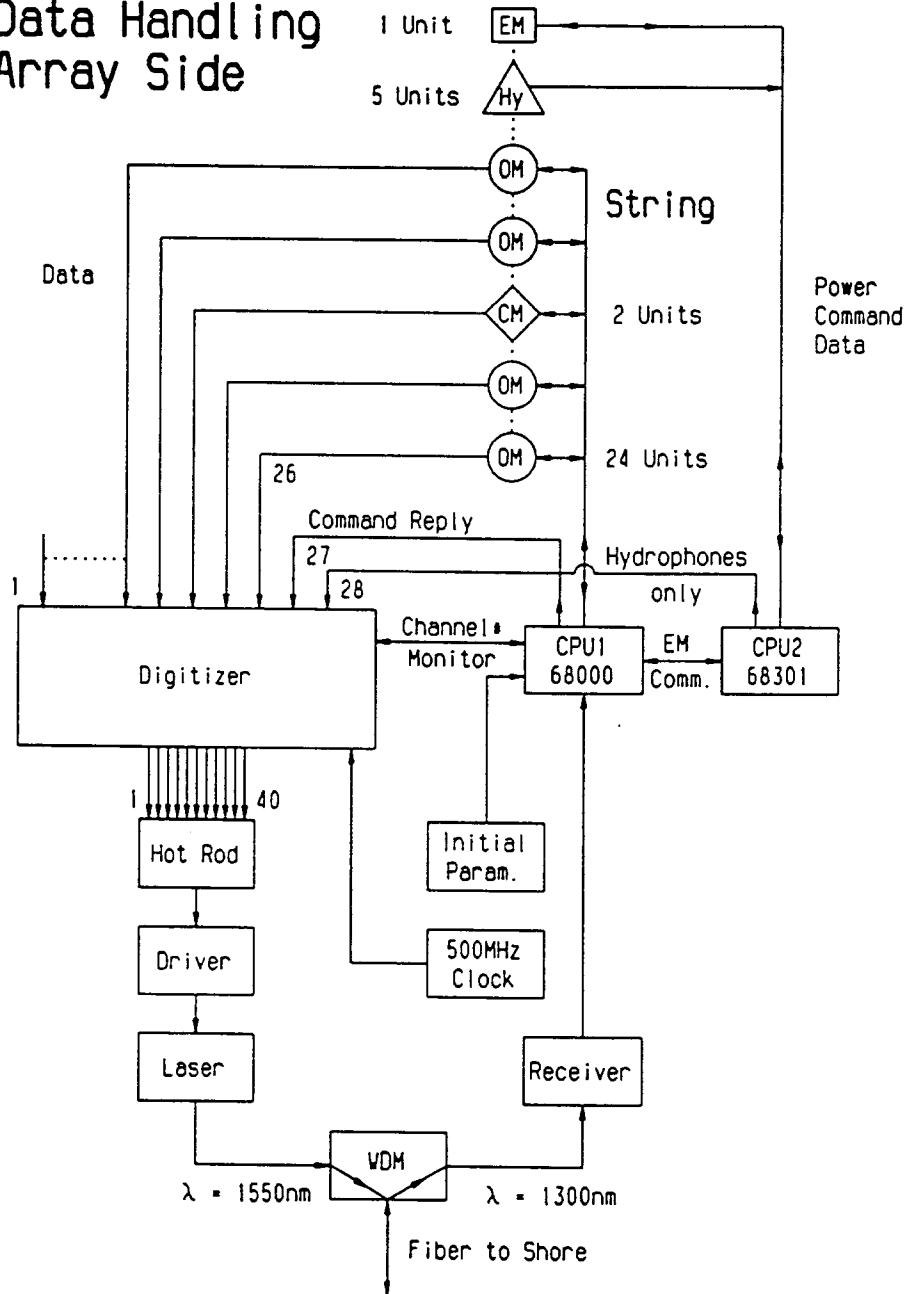 Data Handling
Array Side
1 Unit
EM
5 Units
Hy
OM
String
OM
Data
CM
2 Units
Power
Command
Data
OM
OM
24 Units
26
Command Reply
27
Hydrophones
only
28
1
Digitizer
Channel#
Monitor
CPU1
68000
EM
Comm.
CPU2
68301
1
40
Hot Rod
Initial
Param.
Driver
500MHz
Clock
Laser
Receiver
WDM
λ = 1550nm
λ = 1300nm
Fiber to Shore